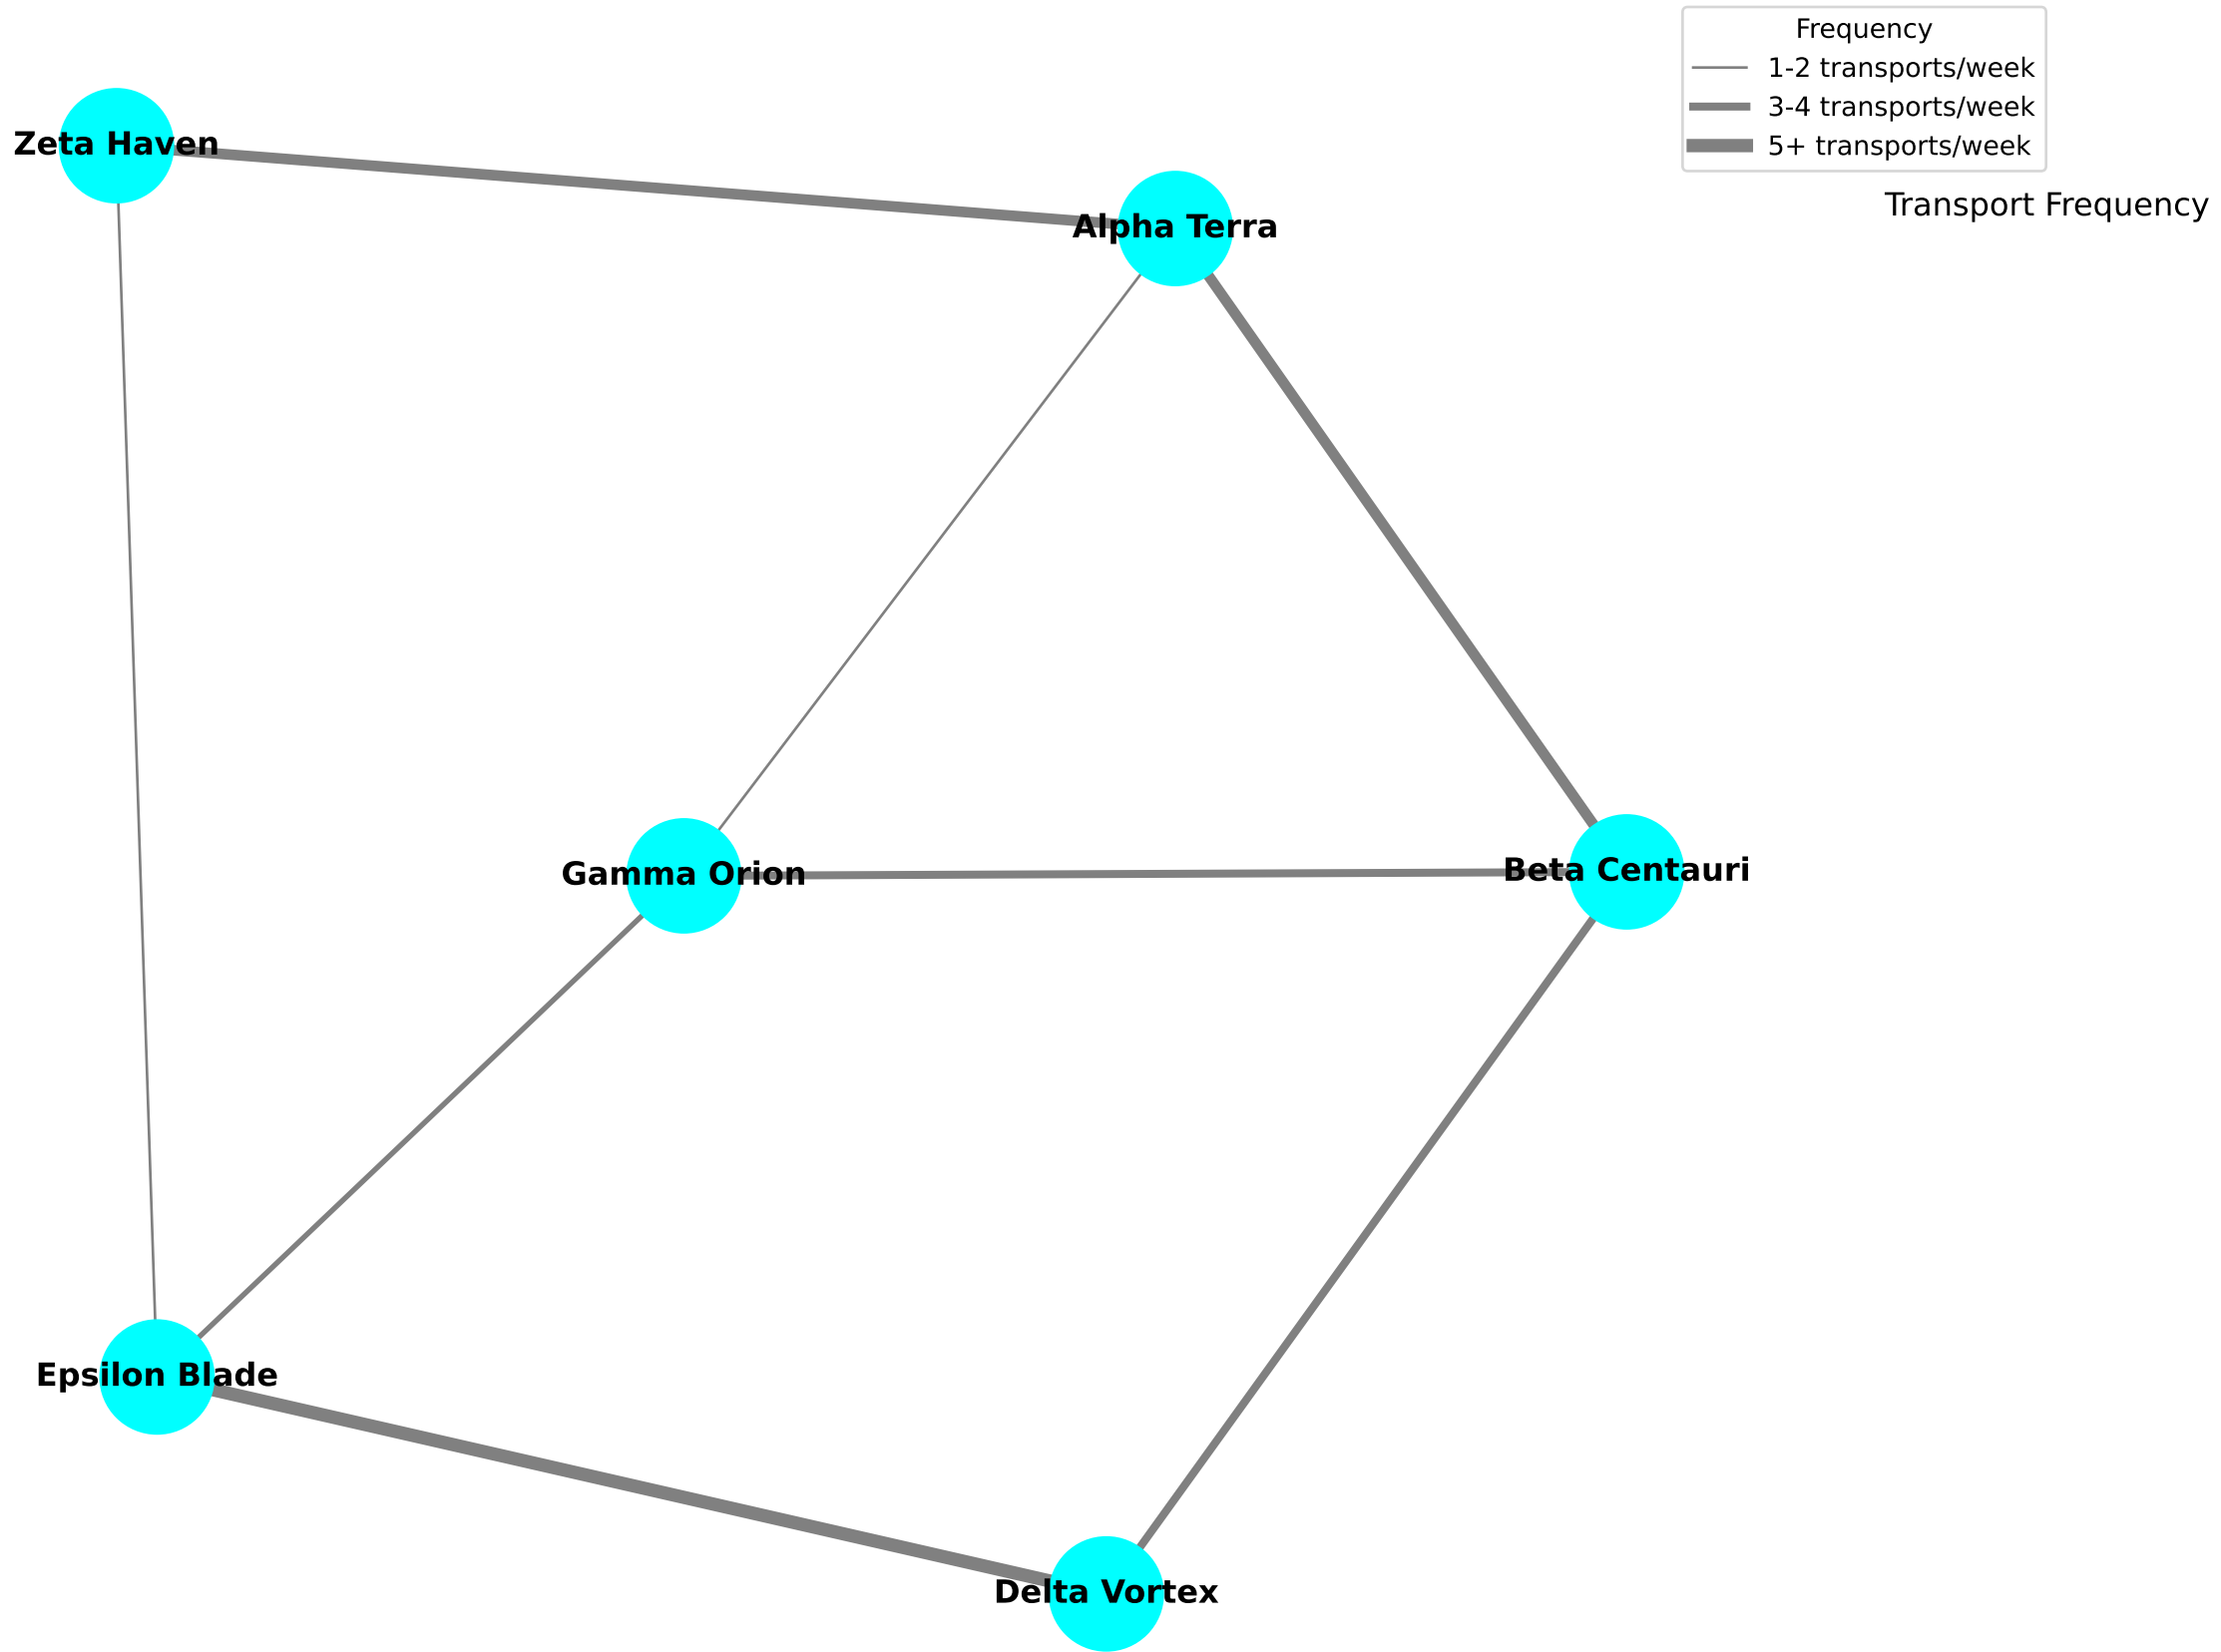 Frequency
1-2 transports/week
3-4 transports/week
5+ transports/week
Transport Frequency
Zeta Haven
Alpha Terra
Gamma Orion
Beta Centauri
Epsilon Blade
Delta Vortex